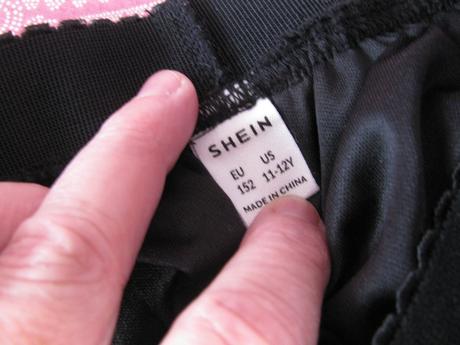 SHEIN
EU US
152 11-12Y
MADE IN CHINA